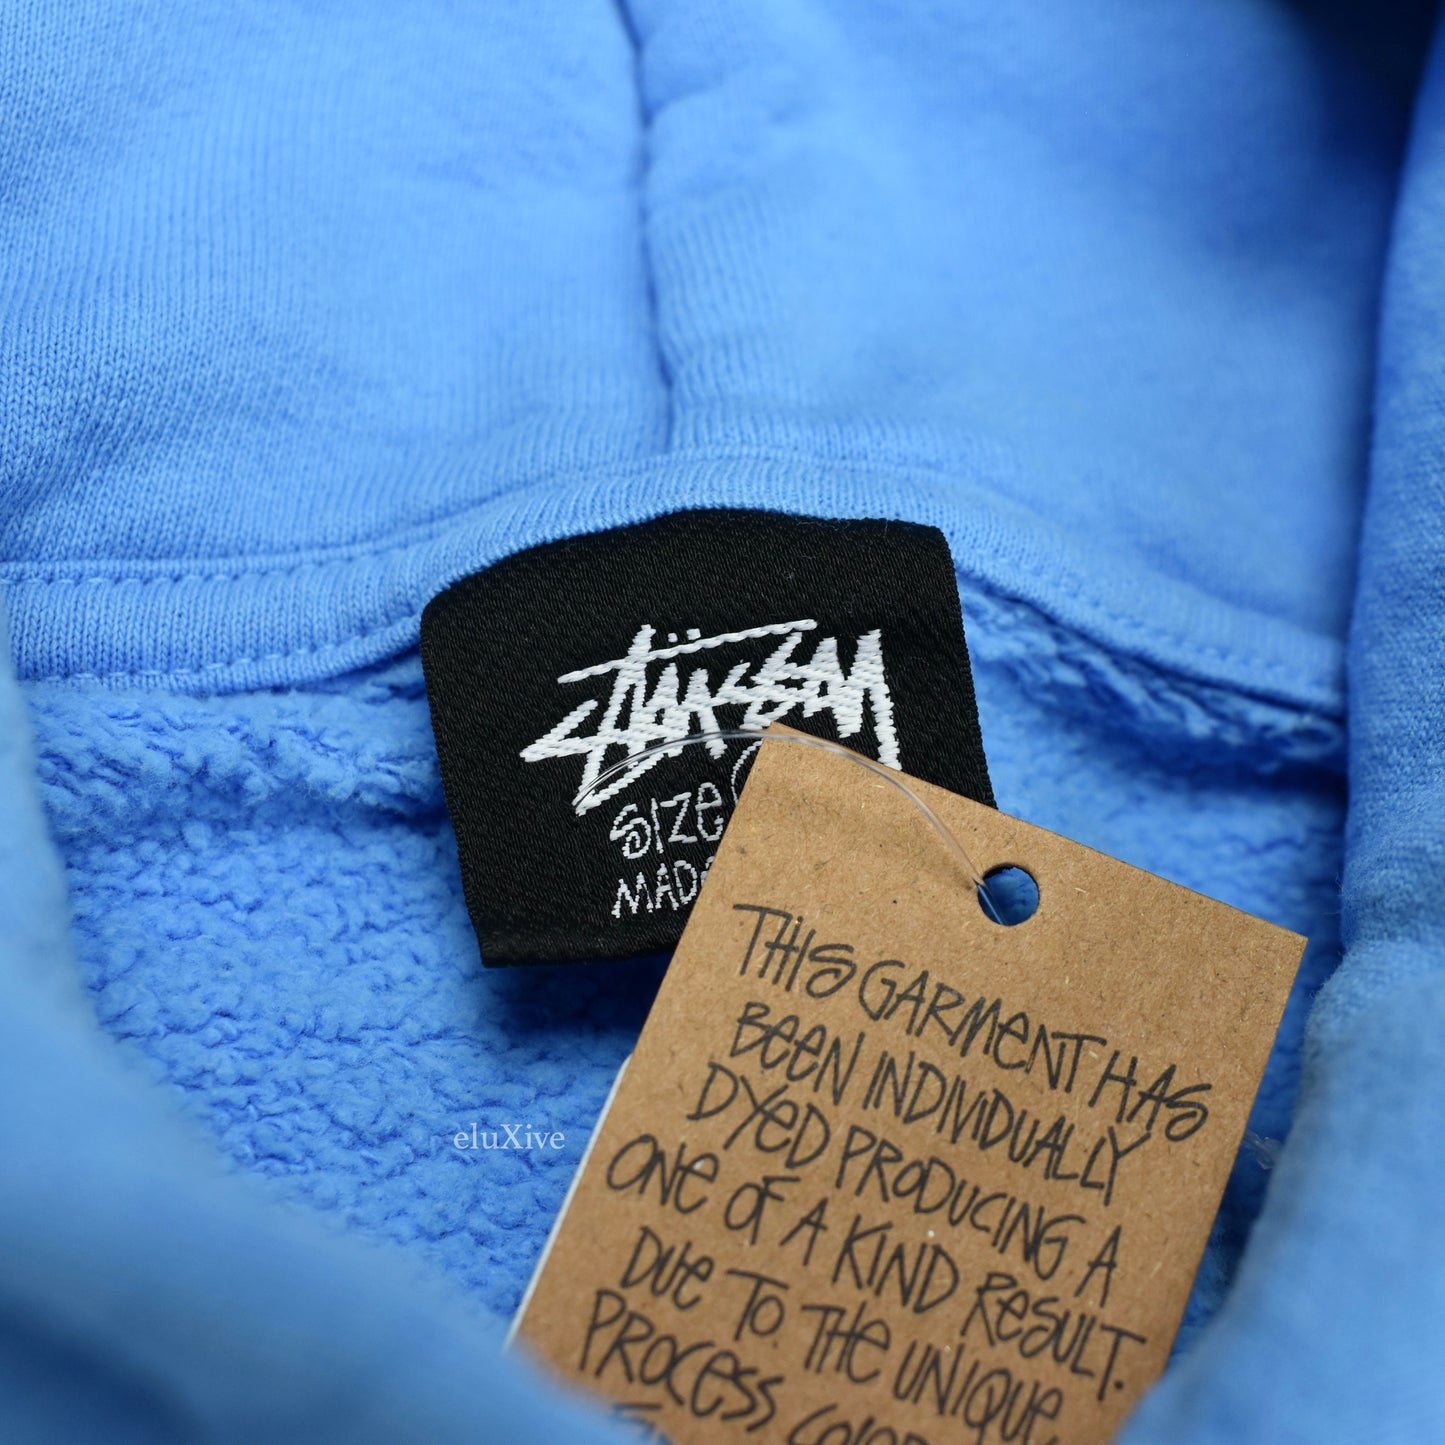 Stüssy
SIZE
MADE
THIS GARMENT HAS
BEEN INDIVIDUALLY
DYED PRODUCING A
ONE OF A KIND RESULT.
DUE TO THE UNIQUE
PROCESS COLOR
eluXive